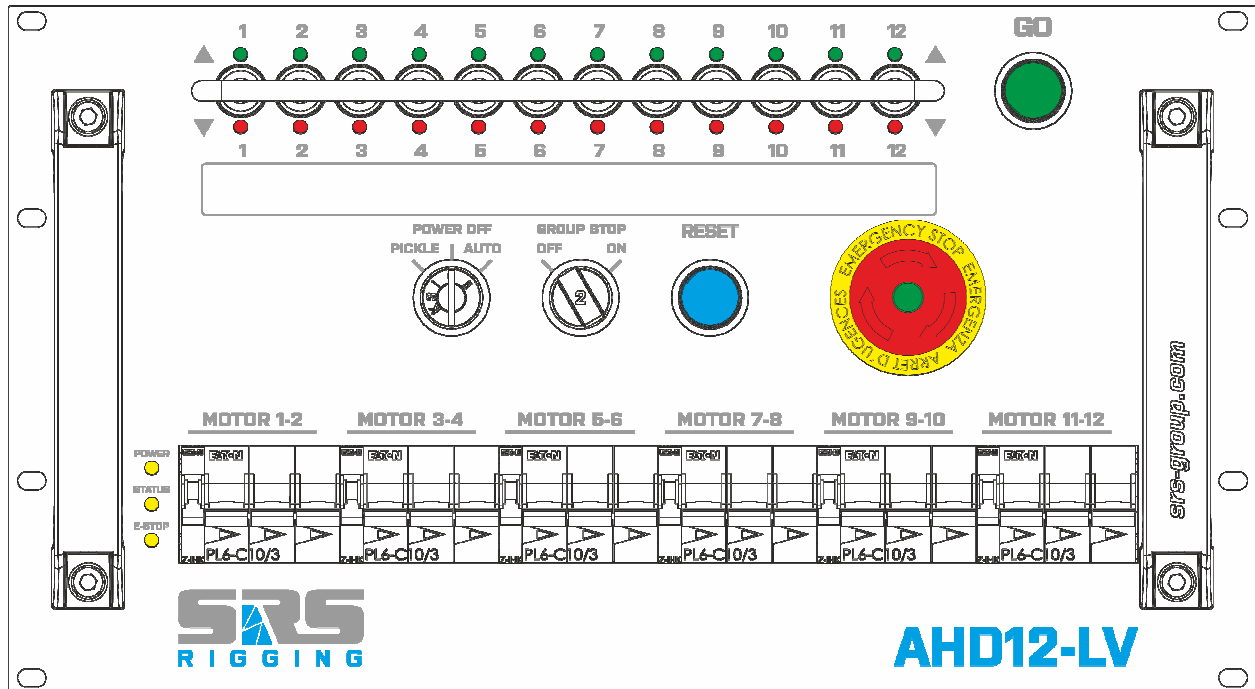 1 2 3 4 5 6 7 8 9 10 11 12
GO
1 2 3 4 5 6 7 8 9 10 11 12
POWER OFF
PICKLE AUTO
GROUP STOP
OFF ON
2
RESET
EMERGENCY STOP EMERGENZA ARRET D'UGENCES
srs-group.com
MOTOR 1-2 MOTOR 3-4 MOTOR 5-6 MOTOR 7-8 MOTOR 9-10 MOTOR 11-12
POWER
STATUS
E-STOP
EATON EATON EATON EATON EATON EATON
PL6-C10/3 PL6-C10/3 PL6-C10/3 PL6-C10/3 PL6-C10/3 PL6-C10/3
SRS
RIGGING
AHD12-LV